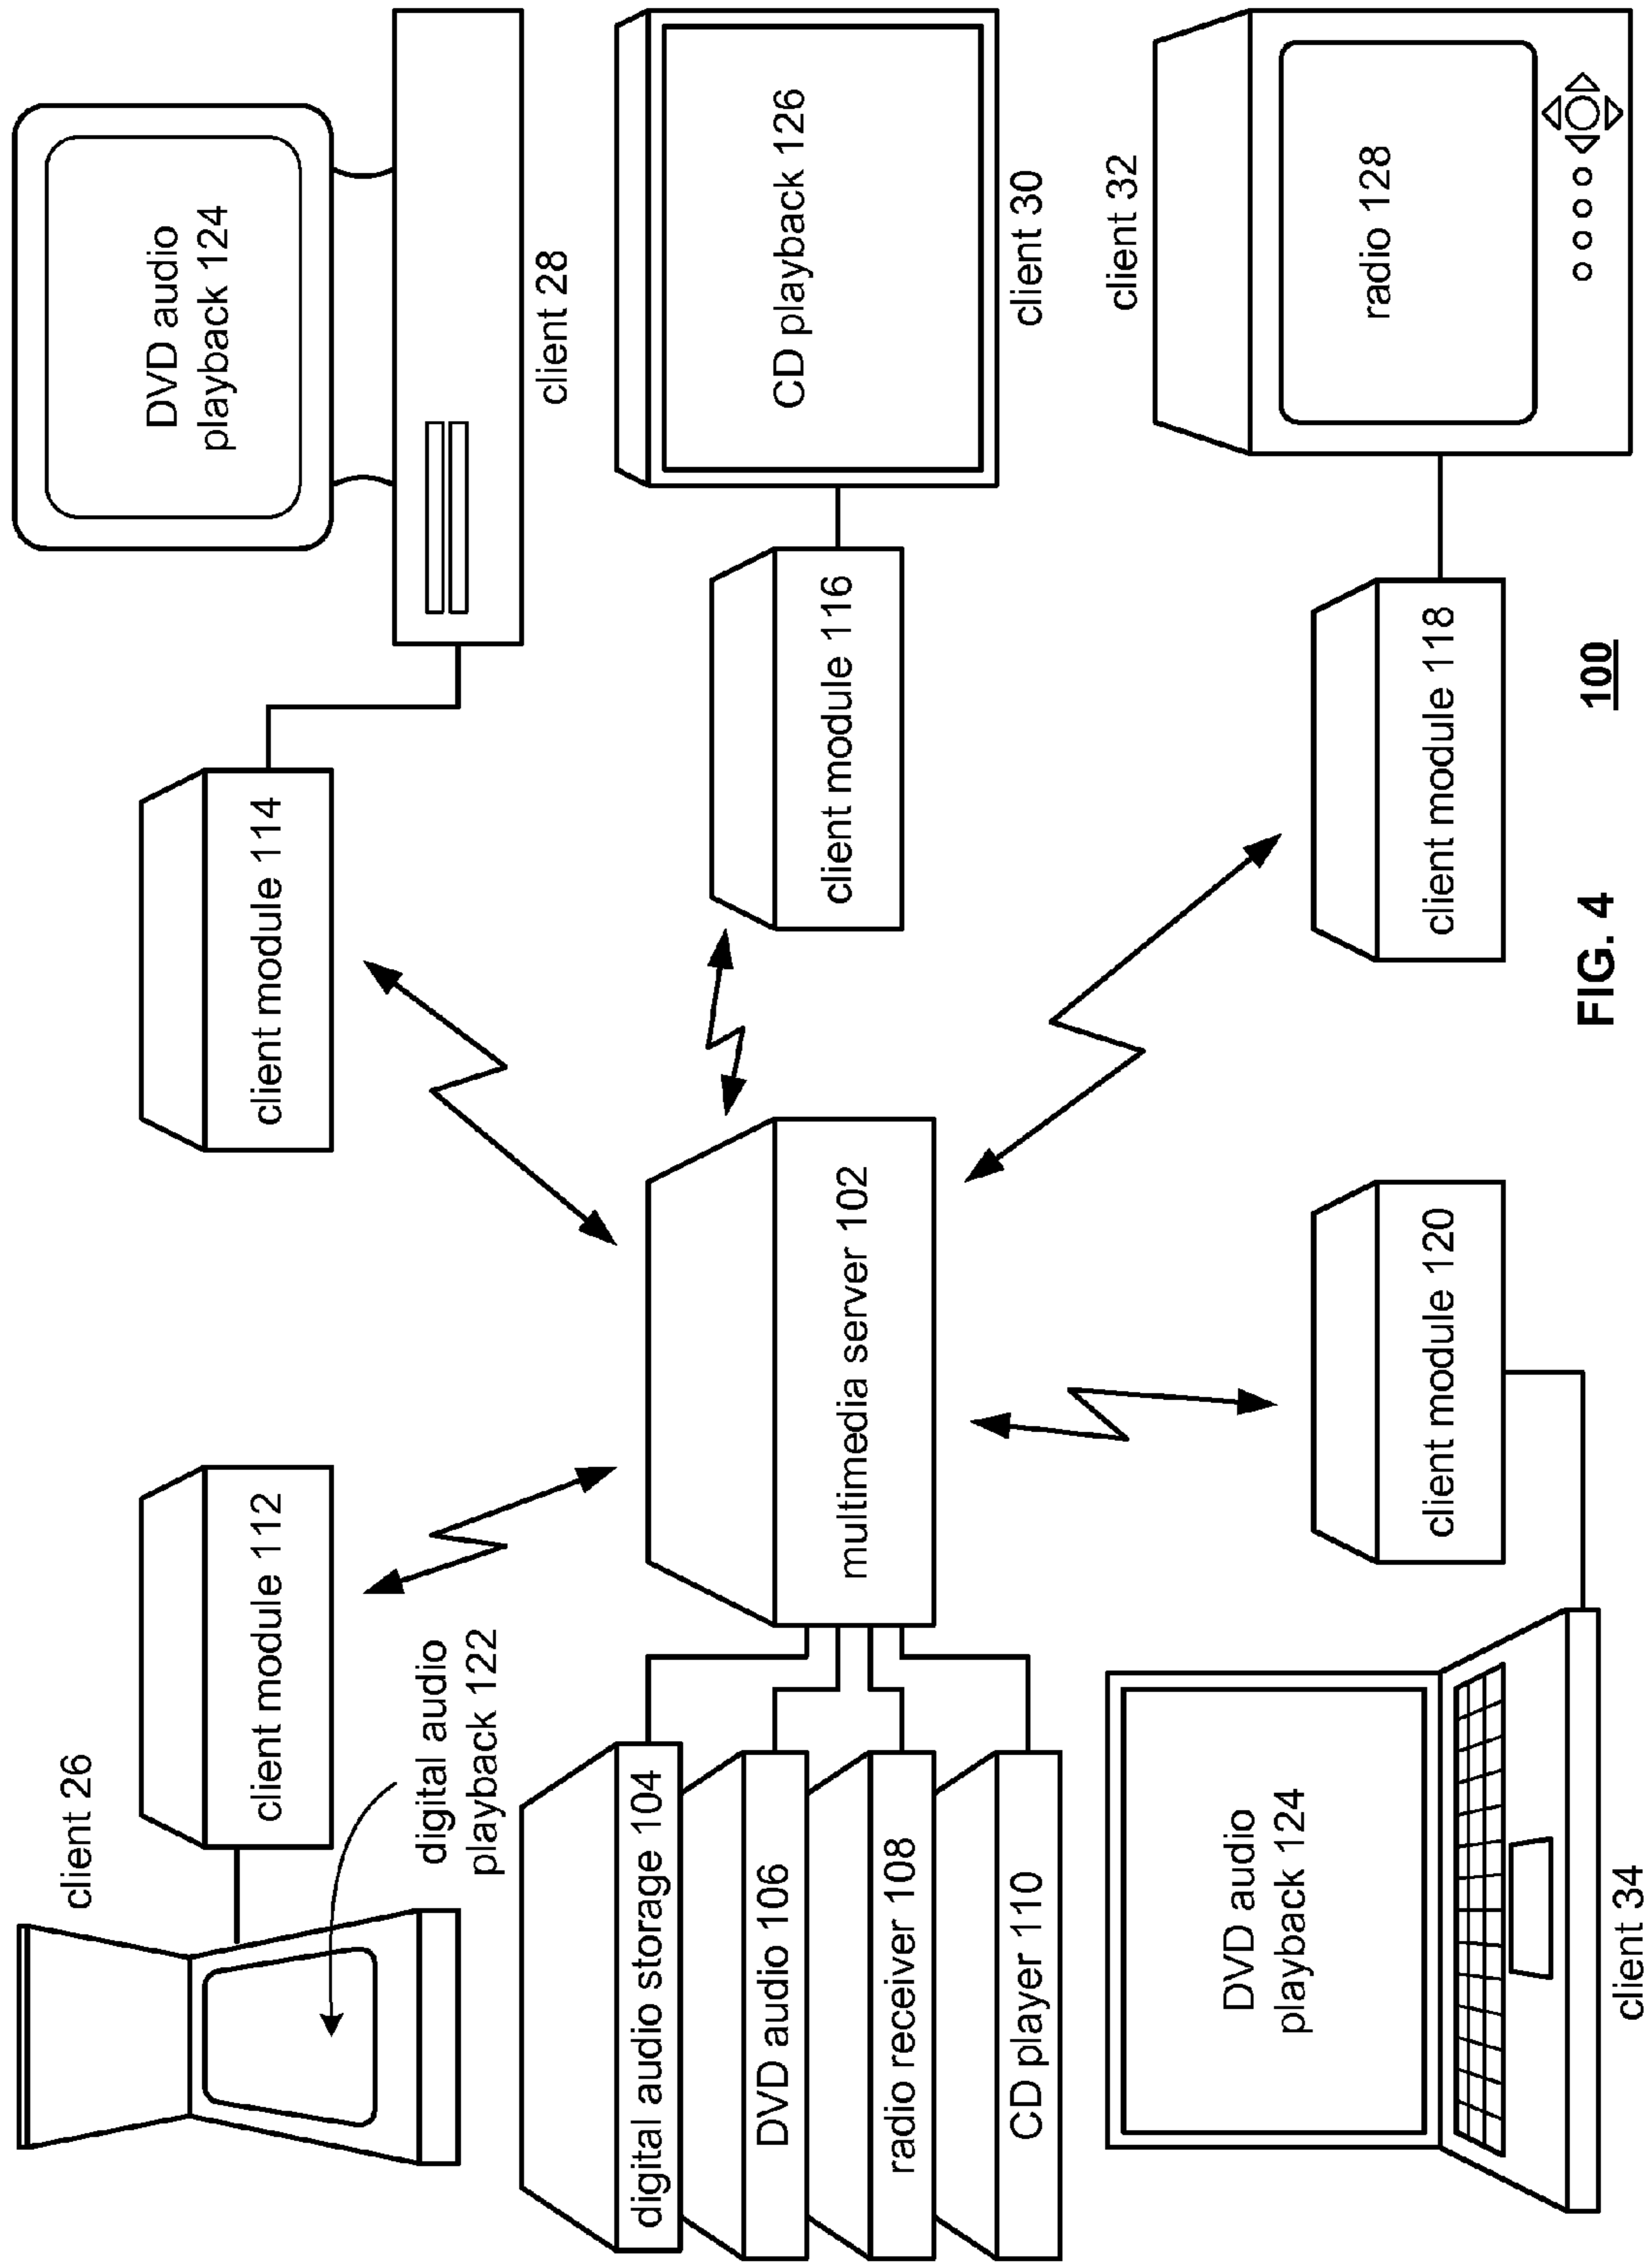 client 26
client module 112
digital audio
playback 122
client module 114
DVD audio
playback 124
client 28
digital audio storage 104
DVD audio 106
radio receiver 108
CD player 110
multimedia server 102
client module 116
CD playback 126
client 30
DVD audio
playback 124
client 34
client module 120
client module 118
client 32
radio 128
FIG. 4
100